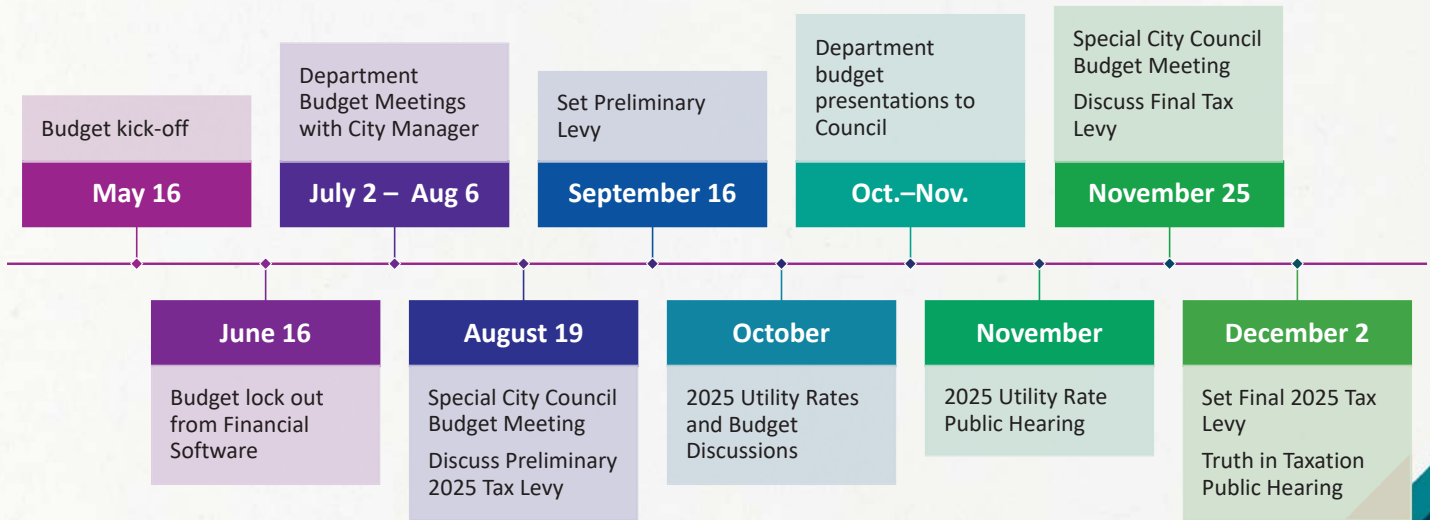 Budget kick-off
May 16
June 16
Budget lock out
from Financial
Software
Department
Budget Meetings
with City Manager
July 2 – Aug 6
August 19
Special City Council
Budget Meeting
Discuss Preliminary
2025 Tax Levy
Set Preliminary
Levy
September 16
October
2025 Utility Rates
and Budget
Discussions
Department
budget
presentations to
Council
Oct.–Nov.
November
2025 Utility Rate
Public Hearing
Special City Council
Budget Meeting
Discuss Final Tax
Levy
November 25
December 2
Set Final 2025 Tax
Levy
Truth in Taxation
Public Hearing